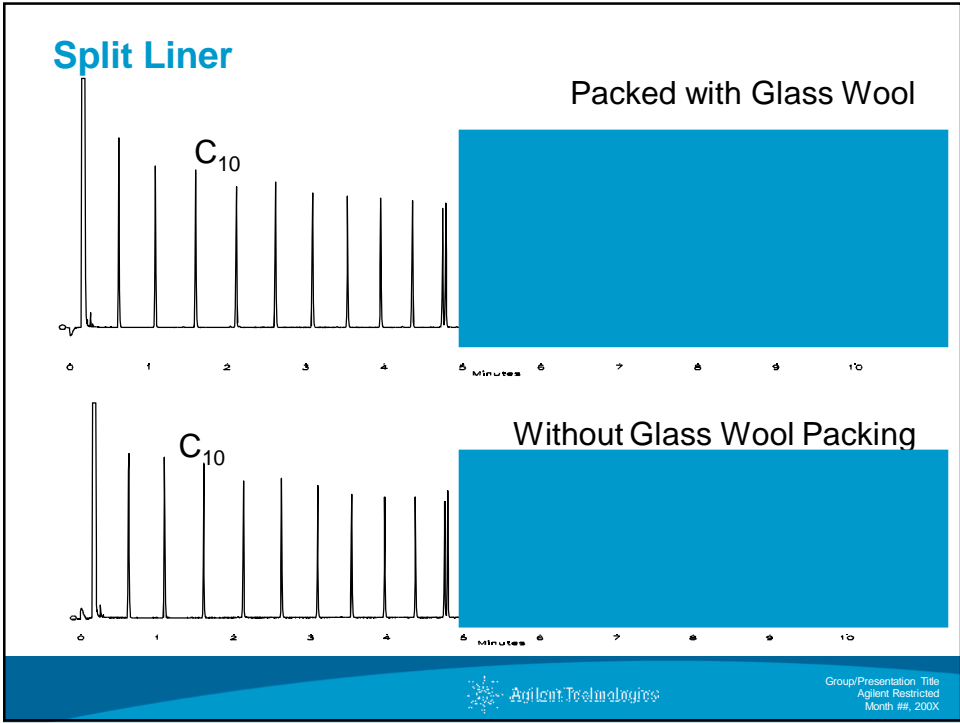 Split Liner
Packed with Glass Wool
C10
0
0 1 2 3 4 5 6 7 8 9 10
Minutes
Without Glass Wool Packing
C10
0
0 1 2 3 4 5 6 7 8 9 10
Minutes
Agilent Technologies
Group/Presentation Title
Agilent Restricted
Month ##, 200X